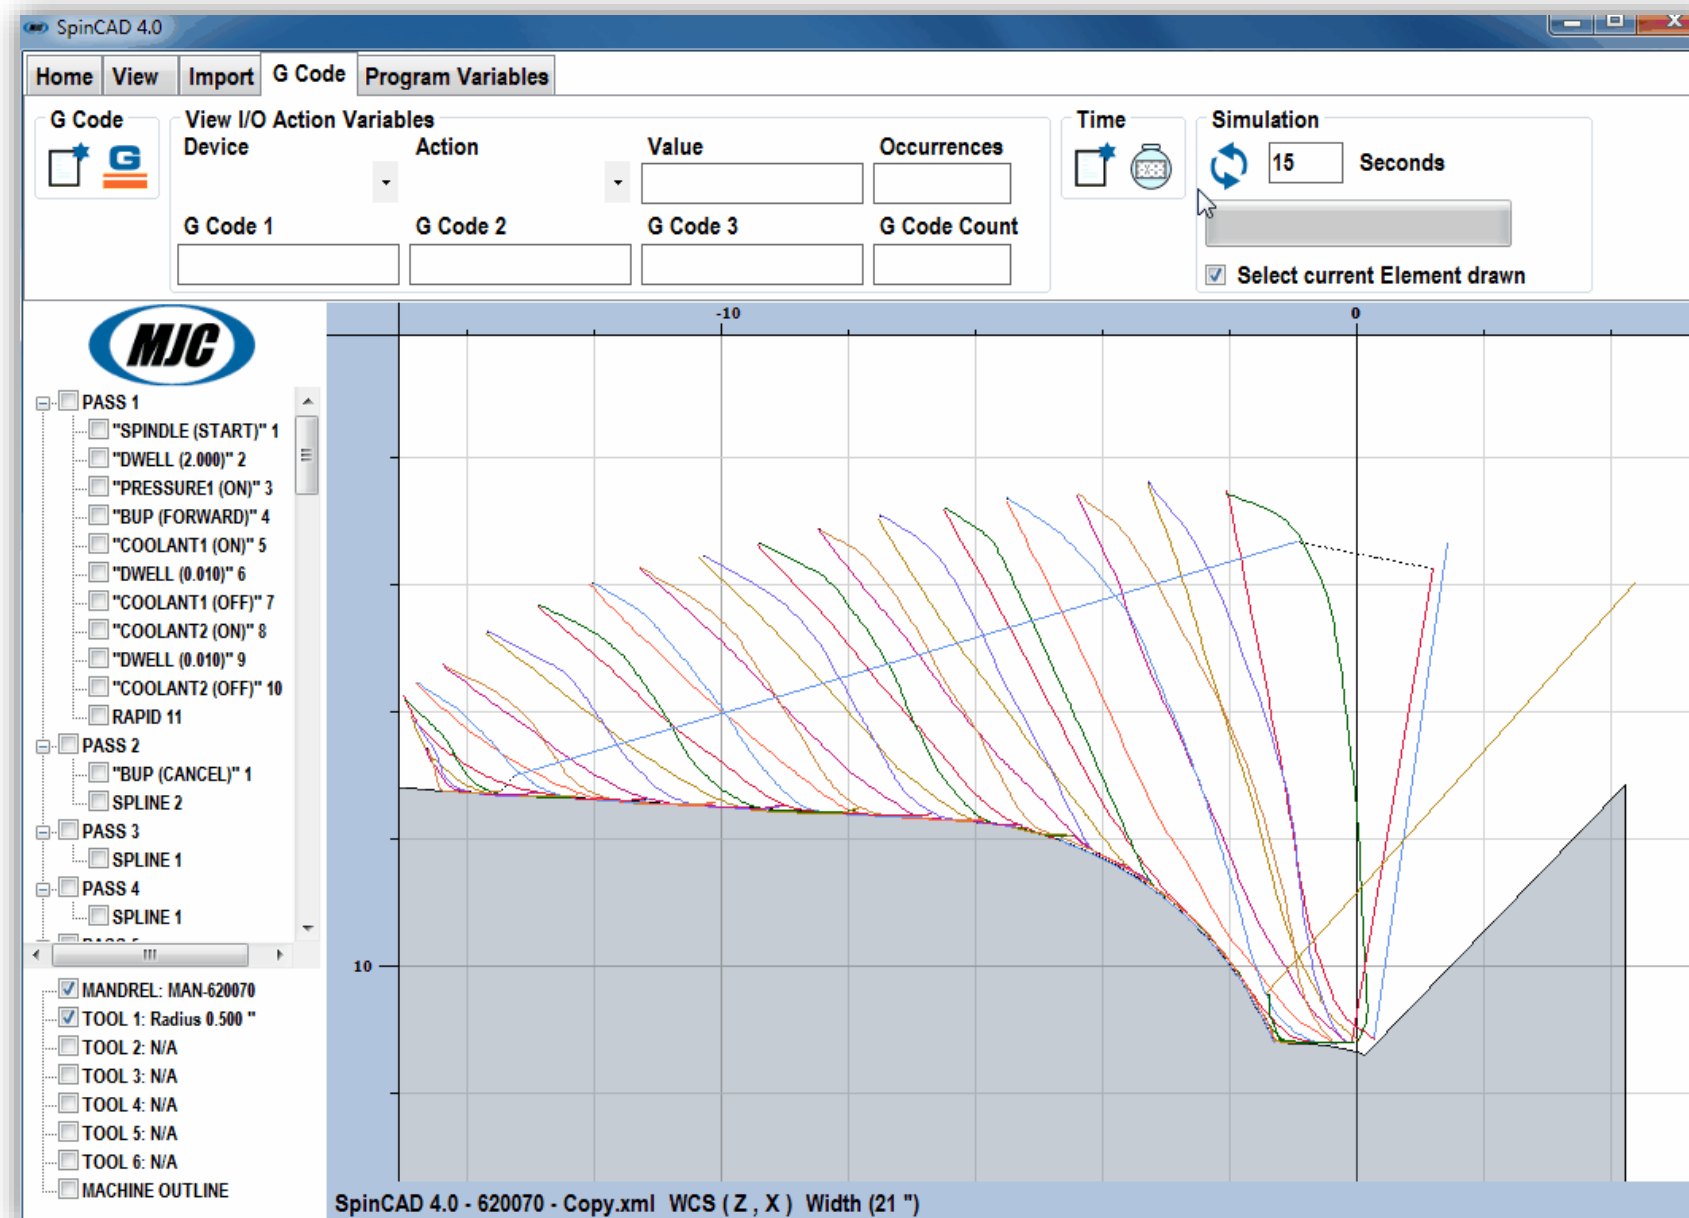 SpinCAD 4.0
Home View Import G Code Program Variables
G Code
View I/O Action Variables
Device Action Value Occurrences
G Code 1 G Code 2 G Code 3 G Code Count
Time
Simulation
15 Seconds
Select current Element drawn
MJC
PASS 1
"SPINDLE (START)" 1
"DWELL (2.000)" 2
"PRESSURE1 (ON)" 3
"BUP (FORWARD)" 4
"COOLANT1 (ON)" 5
"DWELL (0.010)" 6
"COOLANT1 (OFF)" 7
"COOLANT2 (ON)" 8
"DWELL (0.010)" 9
"COOLANT2 (OFF)" 10
RAPID 11
PASS 2
"BUP (CANCEL)" 1
SPLINE 2
PASS 3
SPLINE 1
PASS 4
SPLINE 1
MANDREL: MAN-620070
TOOL 1: Radius 0.500 "
TOOL 2: N/A
TOOL 3: N/A
TOOL 4: N/A
TOOL 5: N/A
TOOL 6: N/A
MACHINE OUTLINE
-10 0
10
SpinCAD 4.0 - 620070 - Copy.xml WCS ( Z , X ) Width (21 ")